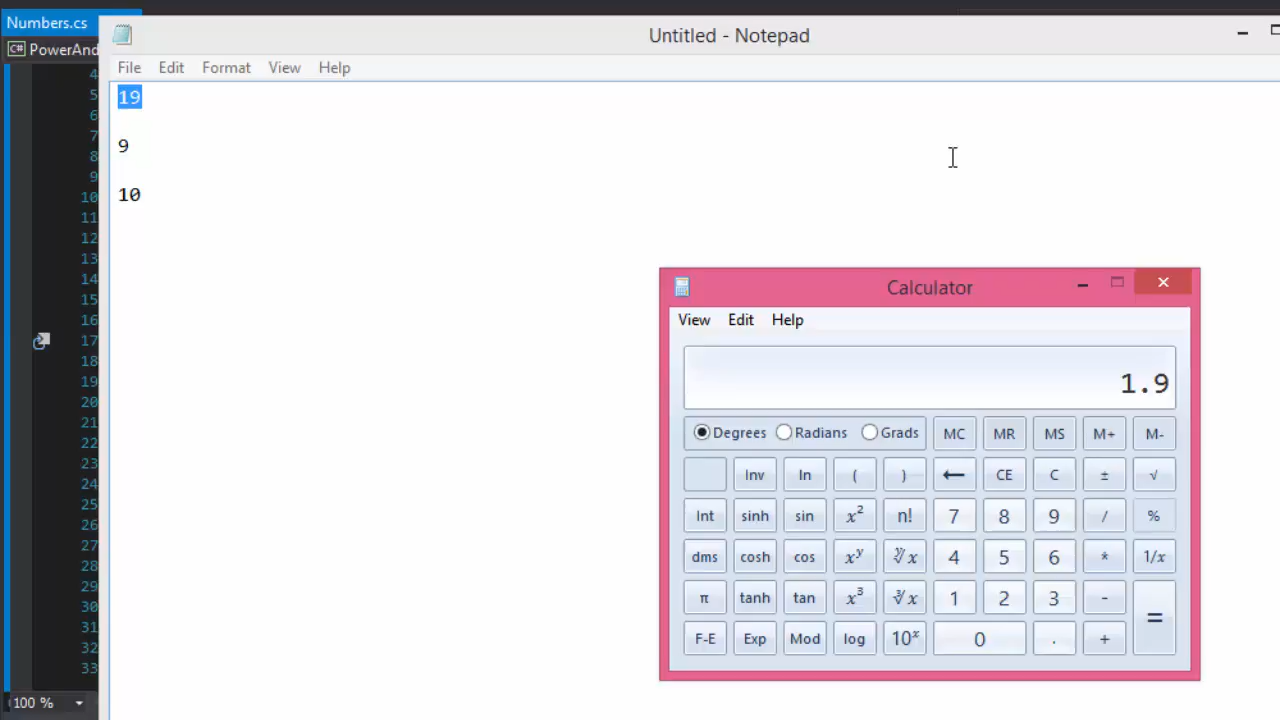 Numbers.cs
Untitled - Notepad
PowerAnd
File Edit Format View Help
4
5
6
7
8
9
10
11
12
13
14
15
16
17
18
19
20
21
22
23
24
25
26
27
28
29
30
31
32
33
100 %
19
9
10
Calculator
View Edit Help
1.9
Degrees Radians Grads MC MR MS M+ M-
Inv ln ( ) ← CE C ± √
Int sinh sin x² n! 7 8 9 / %
dms cosh cos xʸ ʸ√x 4 5 6 * 1/x
π tanh tan x³ ³√x 1 2 3 - =
F-E Exp Mod log 10ˣ 0 . +